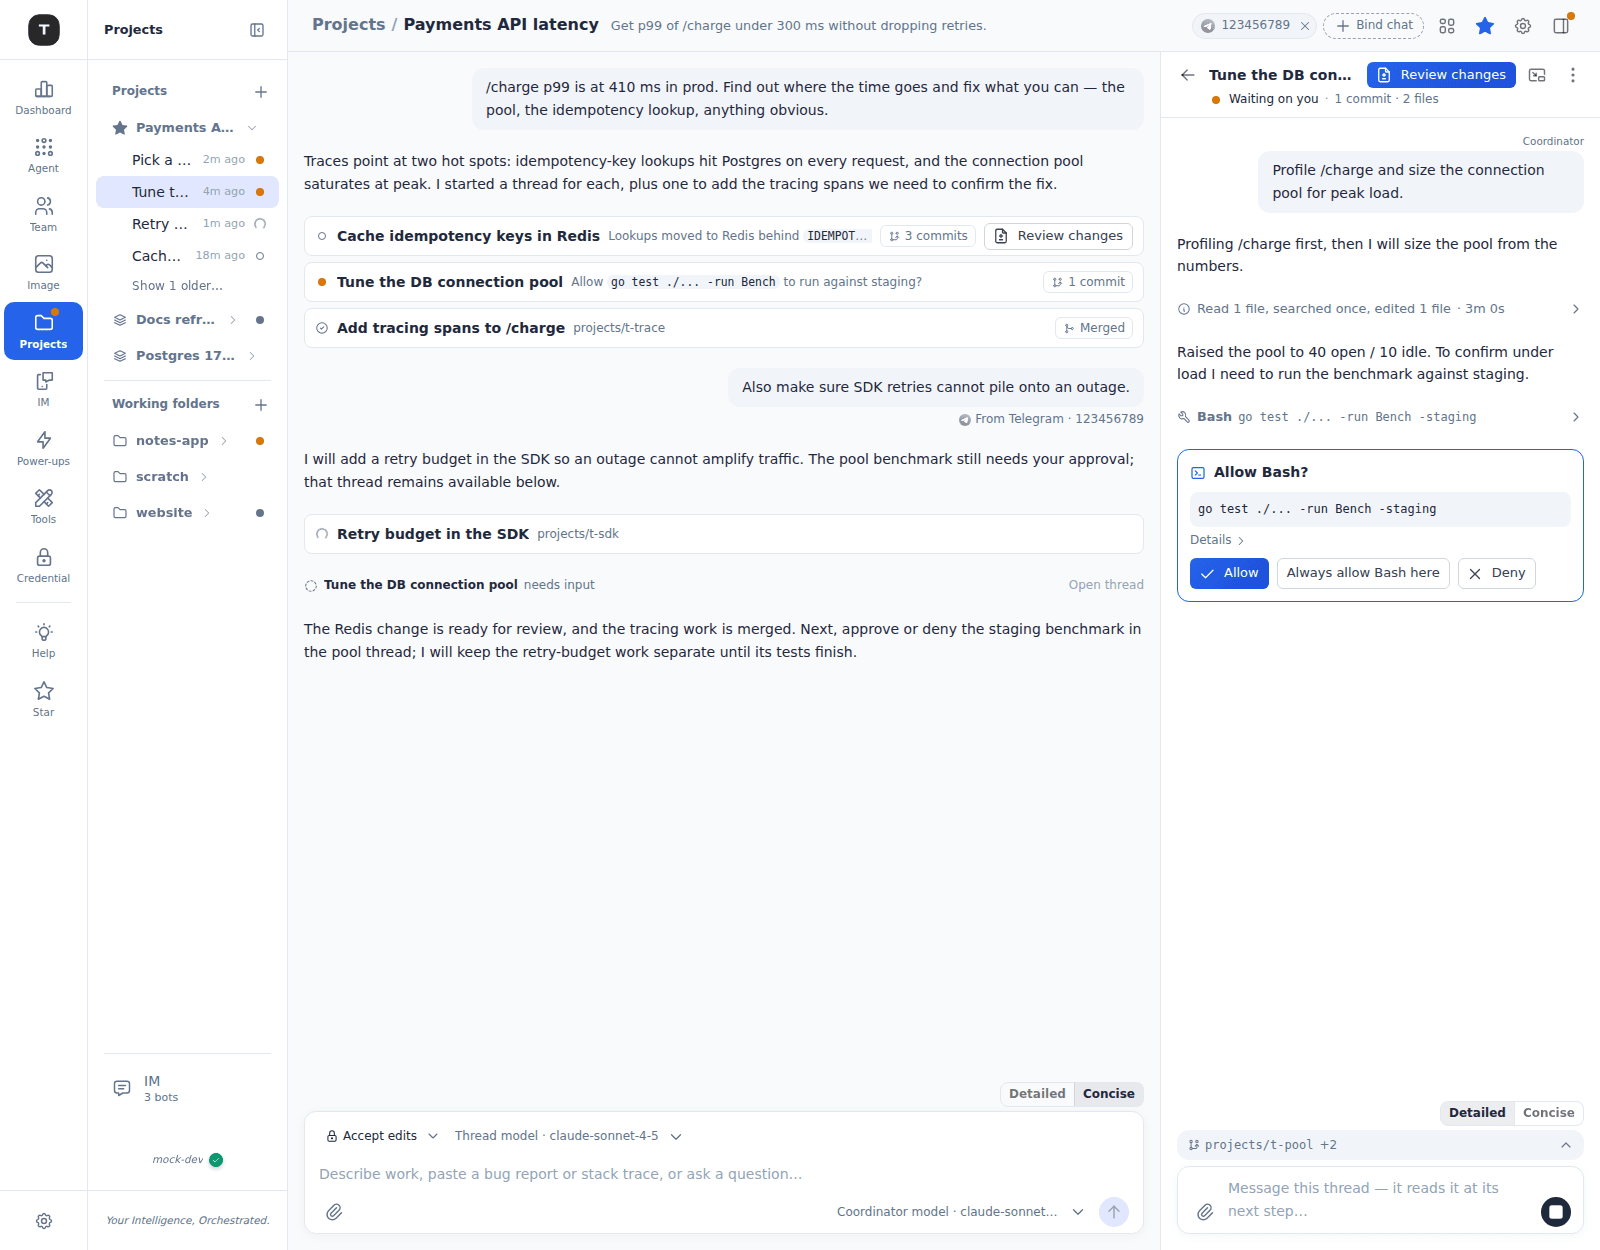 T
Dashboard
Agent
Team
Image
Projects
IM
Power-ups
Tools
Credential
Help
Star
Projects
Projects
Payments A...
Pick a ... 2m ago
Tune t... 4m ago
Retry ... 1m ago
Cach... 18m ago
Show 1 older...
Docs refr...
Postgres 17...
Working folders
notes-app
scratch
website
IM
3 bots
mock-dev
Your Intelligence, Orchestrated.
Projects / Payments API latency Get p99 of /charge under 300 ms without dropping retries.
123456789 Bind chat
/charge p99 is at 410 ms in prod. Find out where the time goes and fix what you can — the
pool, the idempotency lookup, anything obvious.
Traces point at two hot spots: idempotency-key lookups hit Postgres on every request, and the connection pool
saturates at peak. I started a thread for each, plus one to add the tracing spans we need to confirm the fix.
Cache idempotency keys in Redis Lookups moved to Redis behind IDEMPOT... 3 commits Review changes
Tune the DB connection pool Allow go test ./... -run Bench to run against staging? 1 commit
Add tracing spans to /charge projects/t-trace Merged
Also make sure SDK retries cannot pile onto an outage.
From Telegram · 123456789
I will add a retry budget in the SDK so an outage cannot amplify traffic. The pool benchmark still needs your approval;
that thread remains available below.
Retry budget in the SDK projects/t-sdk
Tune the DB connection pool needs input Open thread
The Redis change is ready for review, and the tracing work is merged. Next, approve or deny the staging benchmark in
the pool thread; I will keep the retry-budget work separate until its tests finish.
Detailed Concise
Accept edits Thread model · claude-sonnet-4-5
Describe work, paste a bug report or stack trace, or ask a question...
Coordinator model · claude-sonnet...
Tune the DB con... Review changes
Waiting on you · 1 commit · 2 files
Coordinator
Profile /charge and size the connection
pool for peak load.
Profiling /charge first, then I will size the pool from the
numbers.
Read 1 file, searched once, edited 1 file · 3m 0s
Raised the pool to 40 open / 10 idle. To confirm under
load I need to run the benchmark against staging.
Bash go test ./... -run Bench -staging
Allow Bash?
go test ./... -run Bench -staging
Details
Allow Always allow Bash here Deny
Detailed Concise
projects/t-pool +2
Message this thread — it reads it at its
next step...